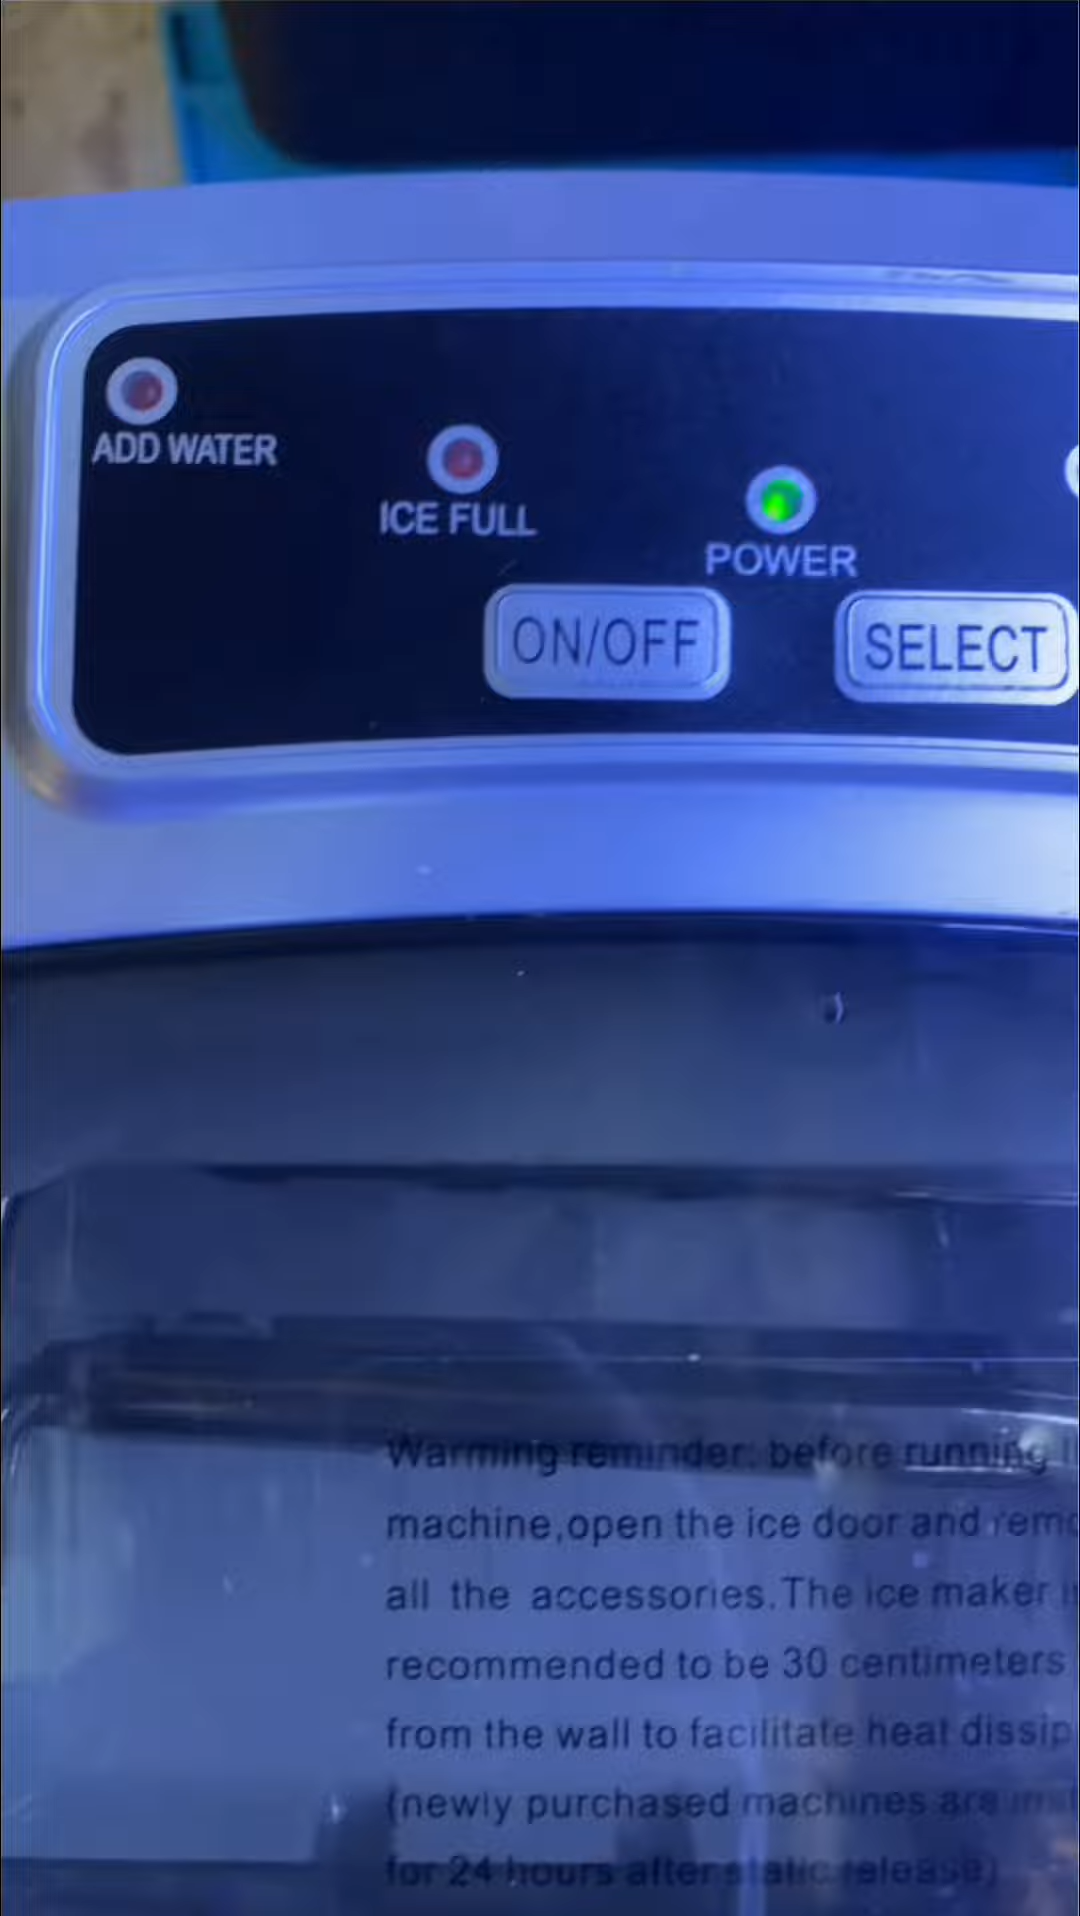 ADD WATER
ICE FULL
POWER
ON/OFF
SELECT
Warming reminder: before running
machine,open the ice door and
all the accessories.The ice maker
recommended to be 30 centimeters
from the wall to facilitate heat
(newly purchased machines are
for 24 hours after static release)